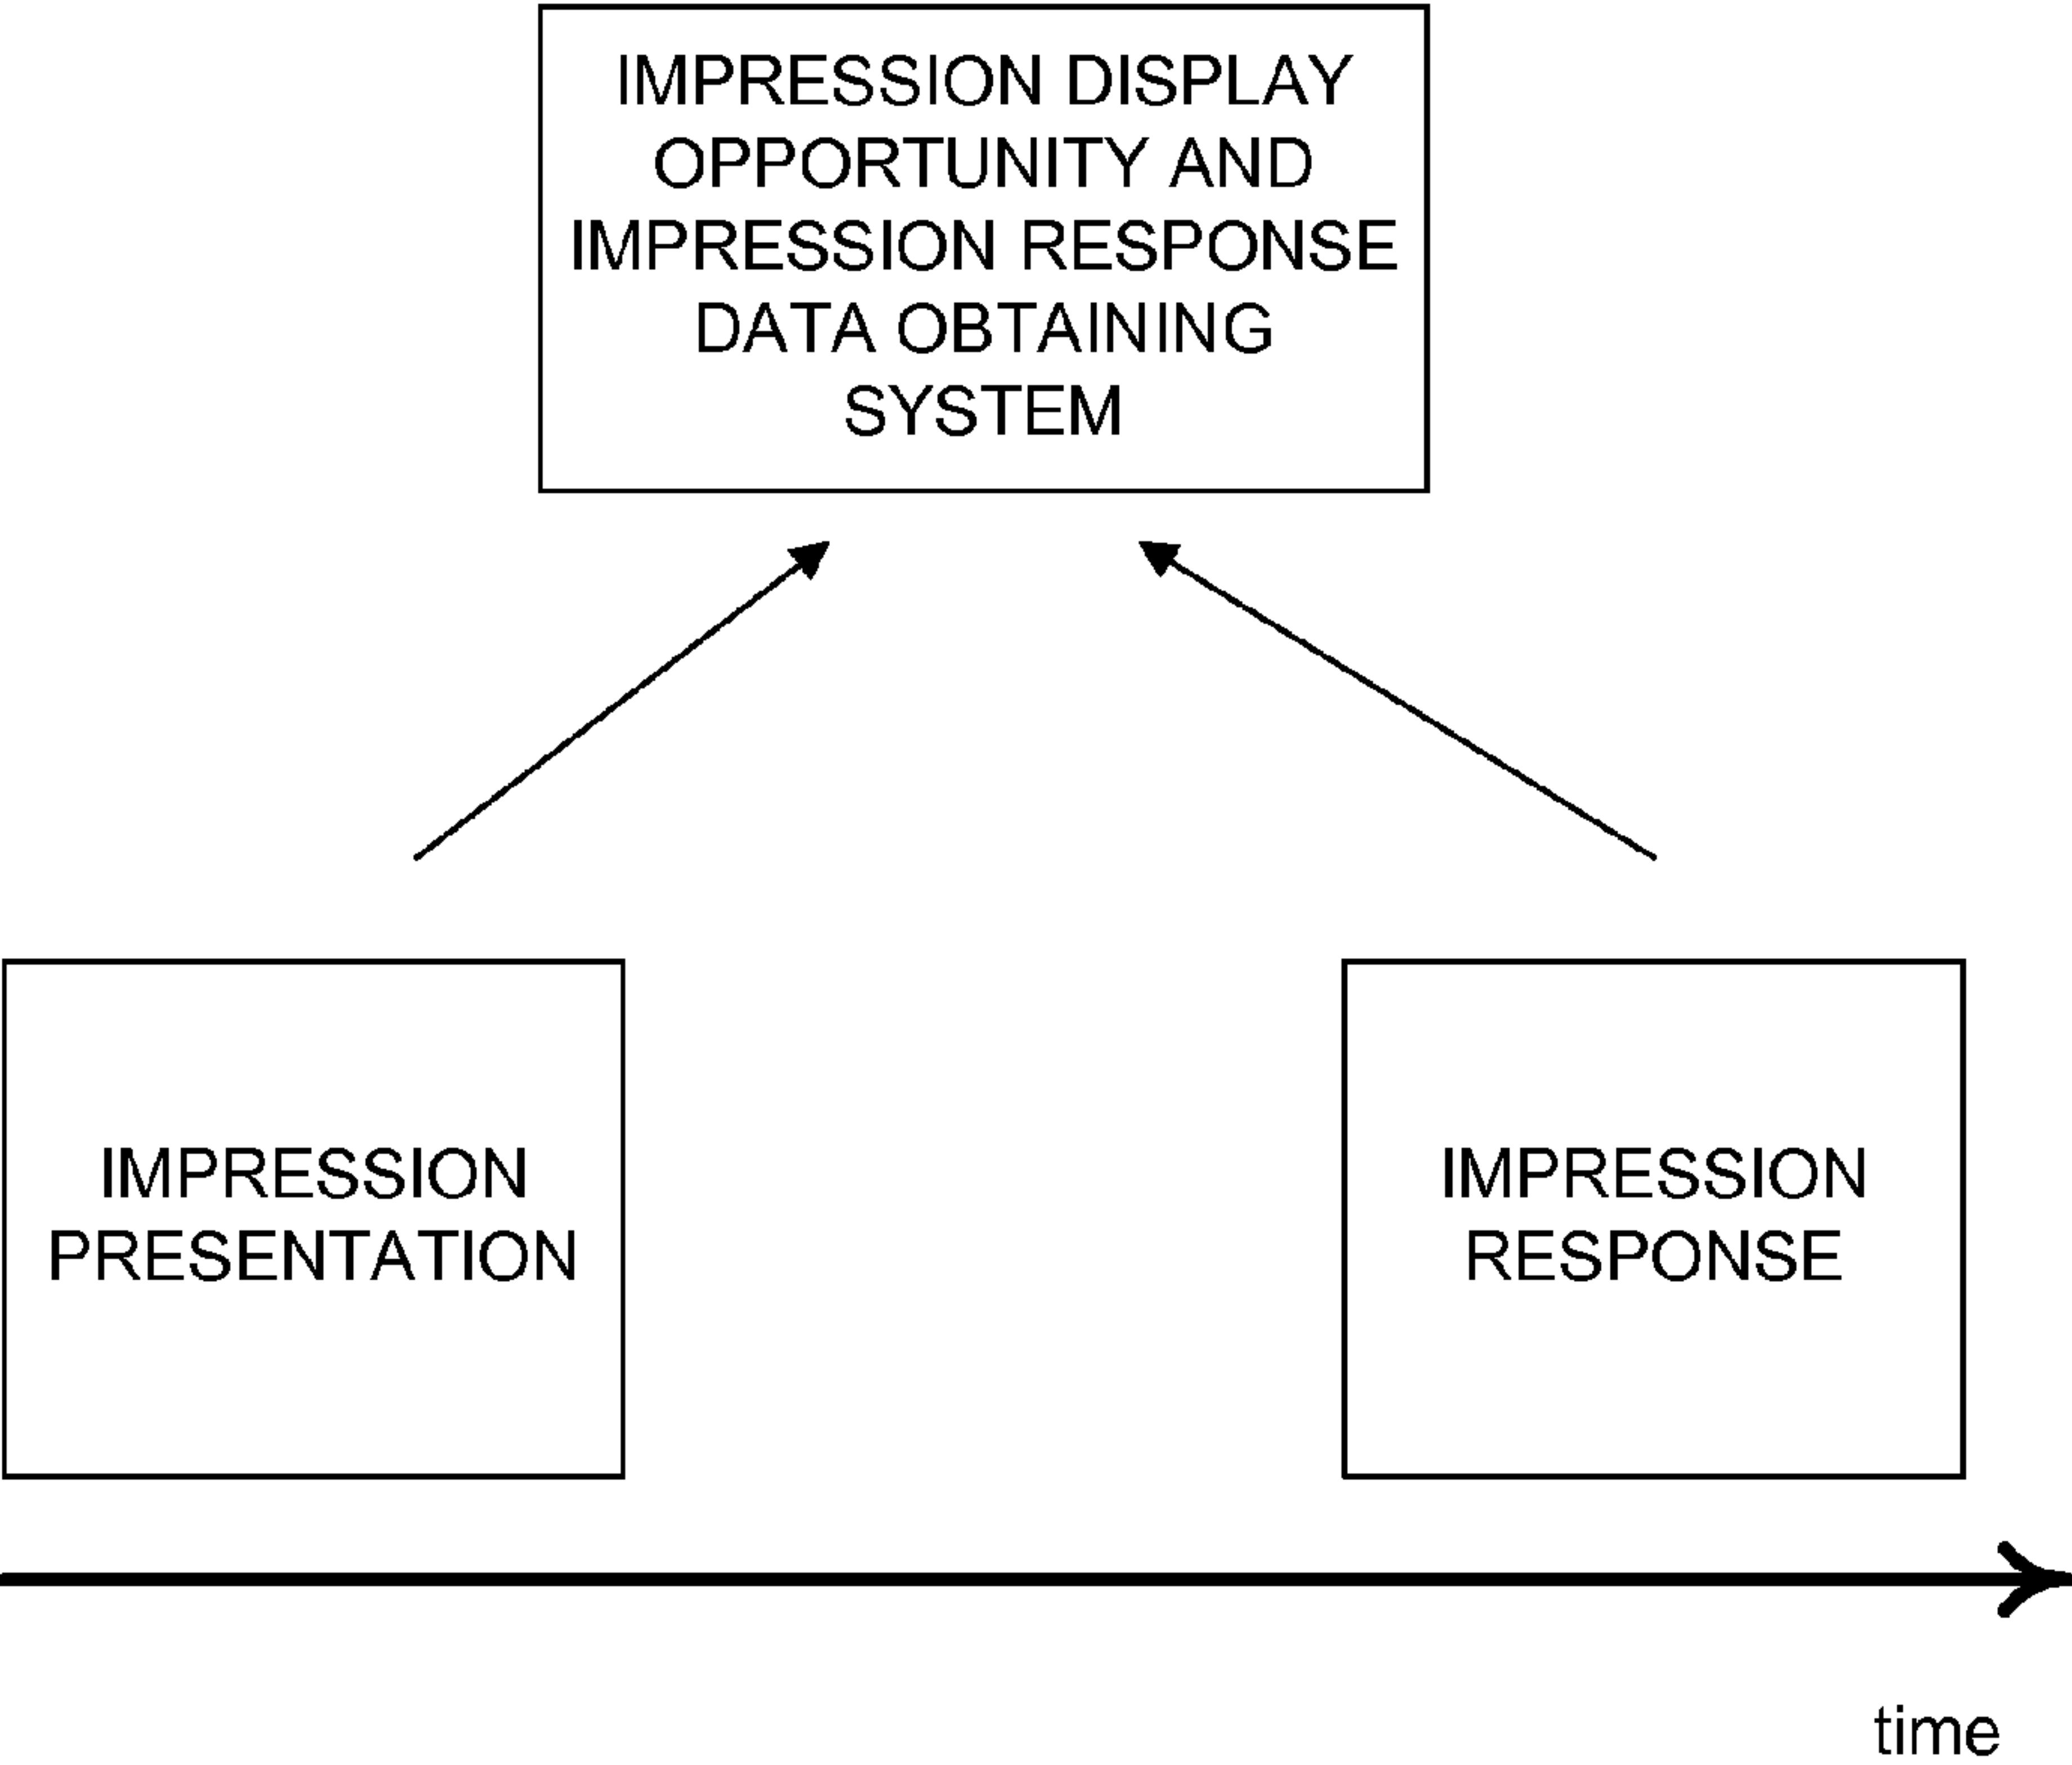 IMPRESSION DISPLAY
OPPORTUNITY AND
IMPRESSION RESPONSE
DATA OBTAINING
SYSTEM
IMPRESSION
PRESENTATION
IMPRESSION
RESPONSE
time